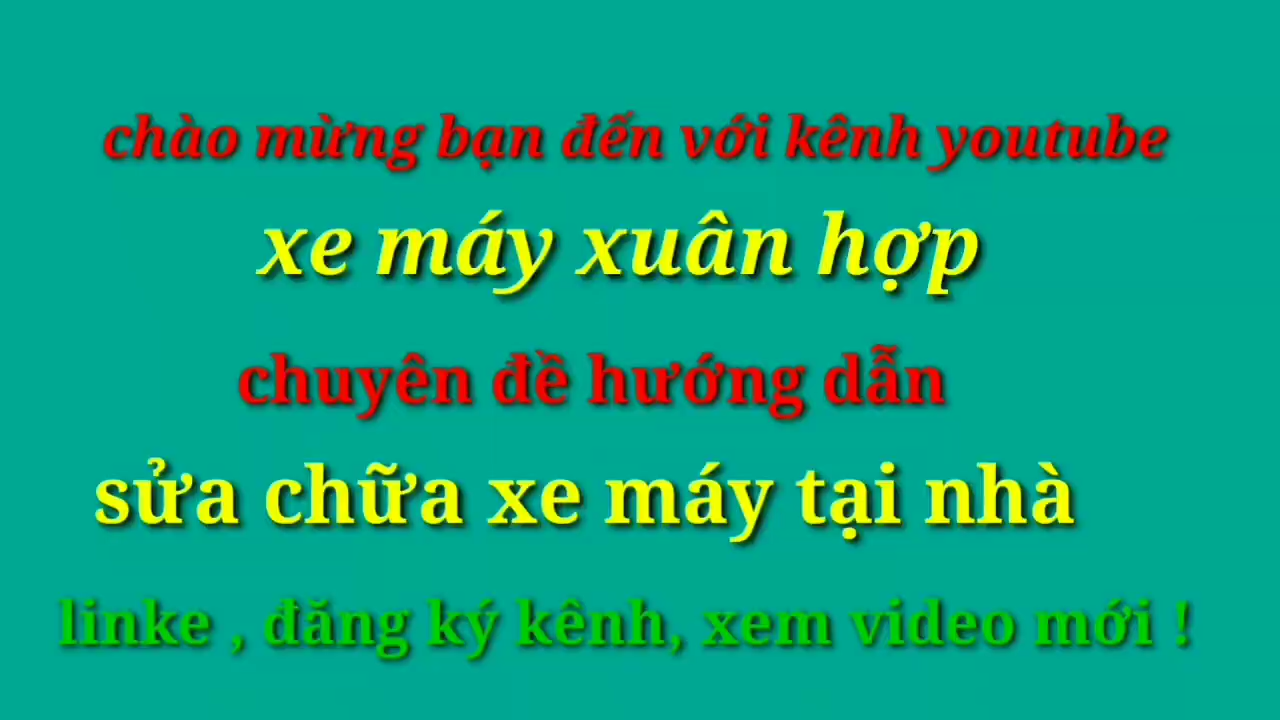 chào mừng bạn đến với kênh youtube
xe máy xuân hợp
chuyên đề hướng dẫn
sửa chữa xe máy tại nhà
linke , đăng ký kênh, xem video mới !